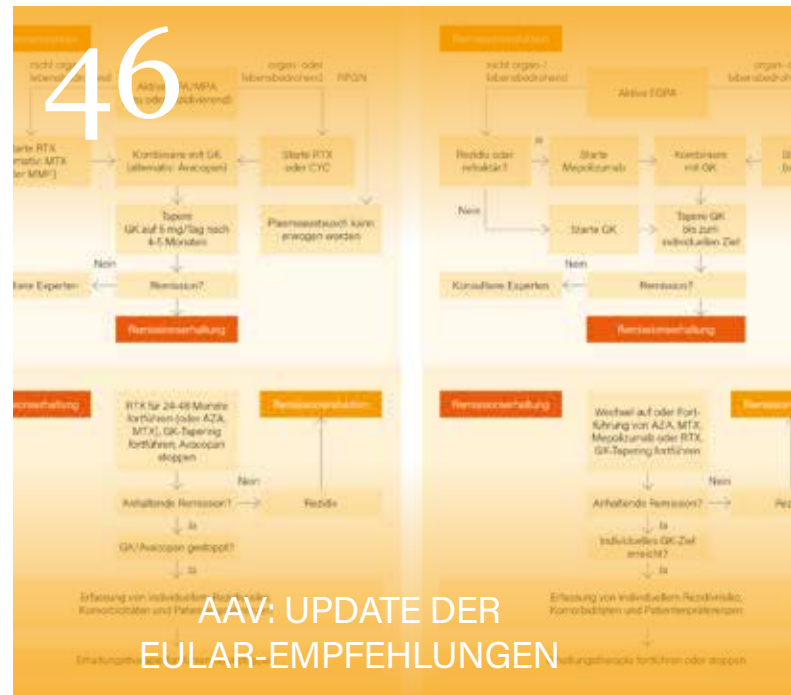 46
nicht organ-/
lebensbedrohend
organ- oder
lebensbedrohend
RPGN
Kombiniere mit GK
(alternativ: Avacopan)
Starte RTX
oder CYC
Tapere
GK auf 5 mg/Tag nach
4-5 Monaten
Plasmaaustausch kann
erwogen werden
Nein
Remission?
Remissionserhaltung
nicht organ-/
lebensbedrohend
Aktive EGPA
Rezidiv oder
refraktär?
Starte
Mepolizumab
Kombiniere
mit GK
Nein
Starte GK
Tapere GK
bis zum
individuellen Ziel
Nein
Konsultiere Experten
Remission?
Remissionserhaltung
RTX für 24-48 Monate
fortführen (oder AZA,
MTX), GK-Tapering
fortführen, Avacopan
stoppen
Nein
Anhaltende Remission?
Rezidiv
Ja
GK/Avacopan gestoppt?
Ja
Remissionserhaltung
Wechsel auf oder Fort-
führung von AZA, MTX,
Mepolizumab oder RTX,
GK-Tapering fortführen
Nein
Anhaltende Remission?
Ja
Individuelles GK-Ziel
erreicht?
Ja
Erfassung von individuellem Rezidivrisiko,
Komorbiditäten und Patientenpräferenzen
AAV: UPDATE DER
EULAR-EMPFEHLUNGEN